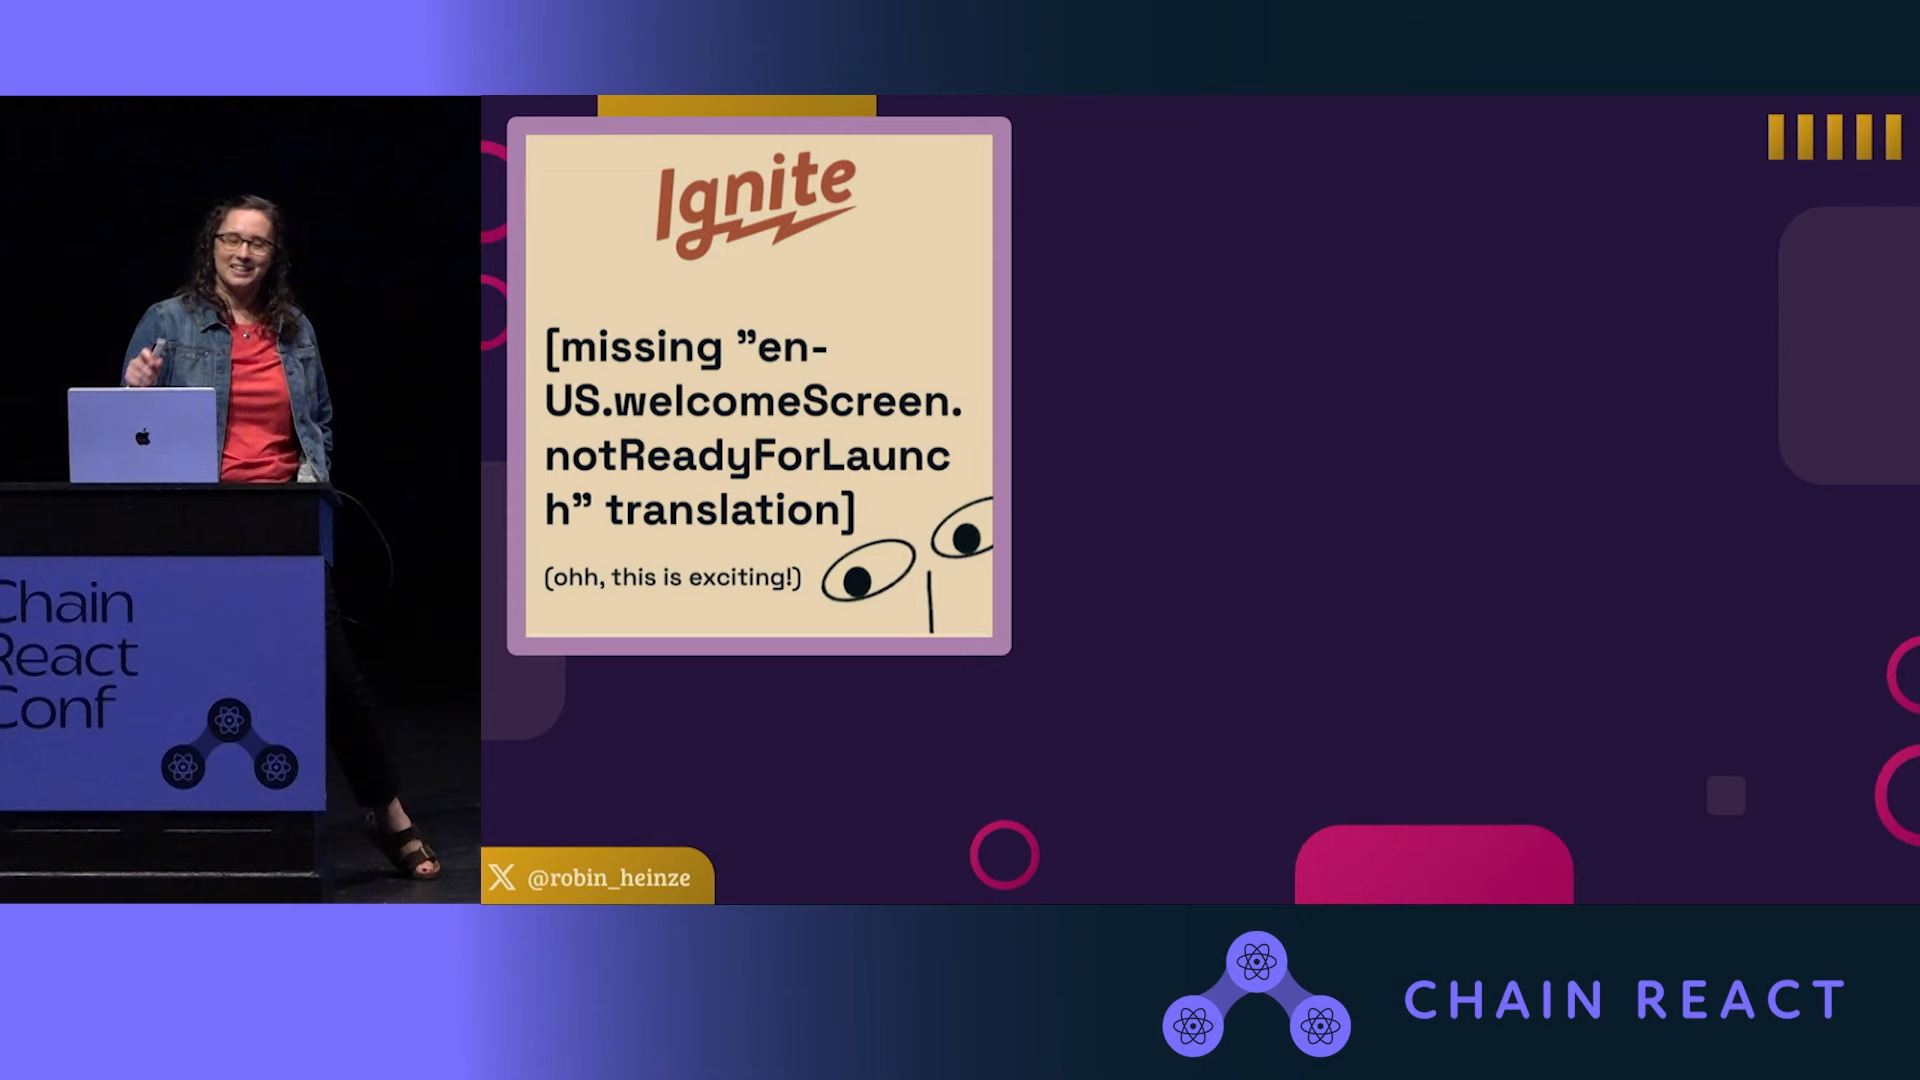 Ignite
[missing ”en-
US.welcomeScreen.
notReadyForLaunc
h” translation]
(ohh, this is exciting!)
Chain
React
Conf
X @robin_heinze
CHAIN REACT